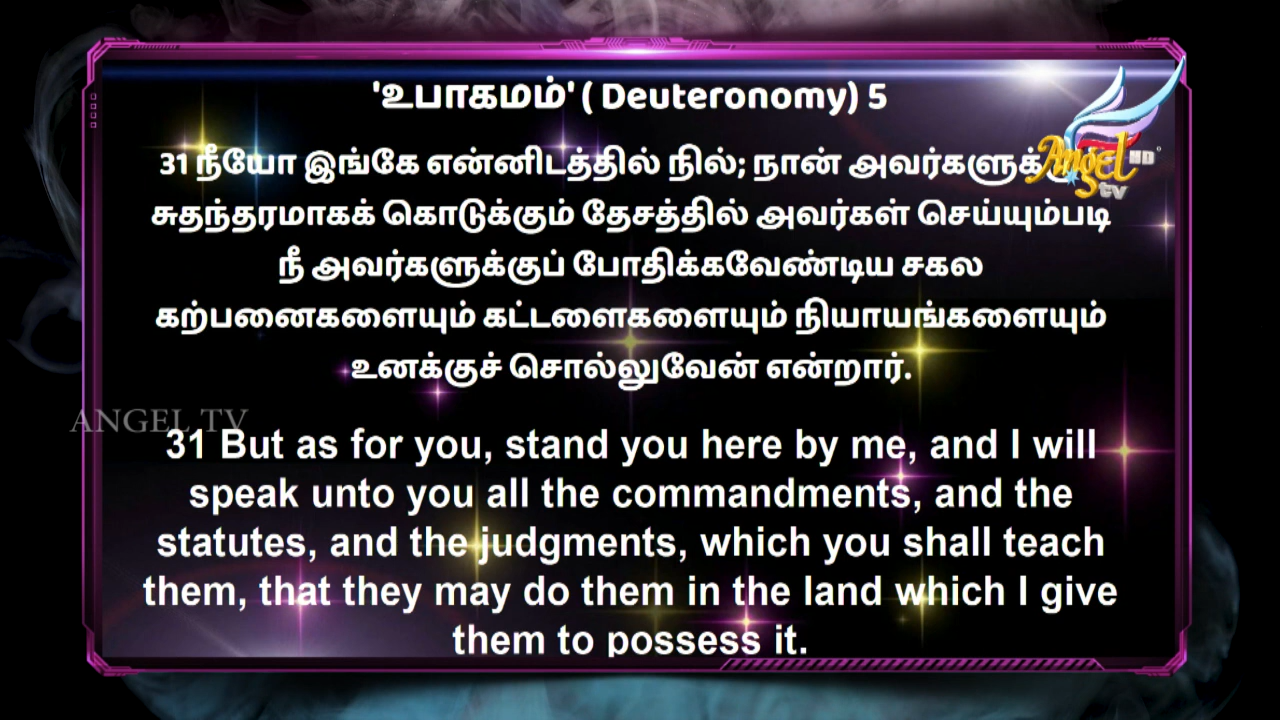 'உபாகமம்' ( Deuteronomy) 5
31 நீயோ இங்கே என்னிடத்தில் நில்; நான் அவர்களுக்குச்
சுதந்தரமாகக் கொடுக்கும் தேசத்தில் அவர்கள் செய்யும்படி
நீ அவர்களுக்குப் போதிக்கவேண்டிய சகல
கற்பனைகளையும் கட்டளைகளையும் நியாயங்களையும்
உனக்குச் சொல்லுவேன் என்றார்.
31 But as for you, stand you here by me, and I will
speak unto you all the commandments, and the
statutes, and the judgments, which you shall teach
them, that they may do them in the land which I give
them to possess it.
Angel HD
tv
ANGEL TV